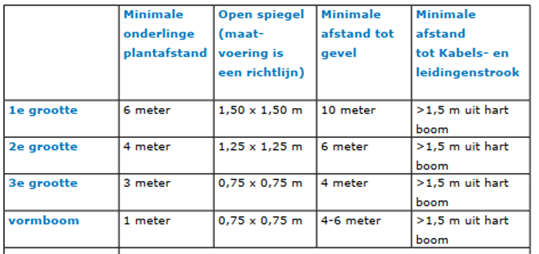 Minimale onderlinge plantafstand
Open spiegel (maat- voering is een richtlijn)
Minimale afstand tot gevel
Minimale afstand tot Kabels- en leidingenstrook
1e grootte 6 meter 1,50 x 1,50 m 10 meter >1,5 m uit hart boom
2e grootte 4 meter 1,25 x 1,25 m 6 meter >1,5 m uit hart boom
3e grootte 3 meter 0,75 x 0,75 m 4 meter >1,5 m uit hart boom
vormboom 1 meter 0,75 x 0,75 m 4-6 meter >1,5 m uit hart boom